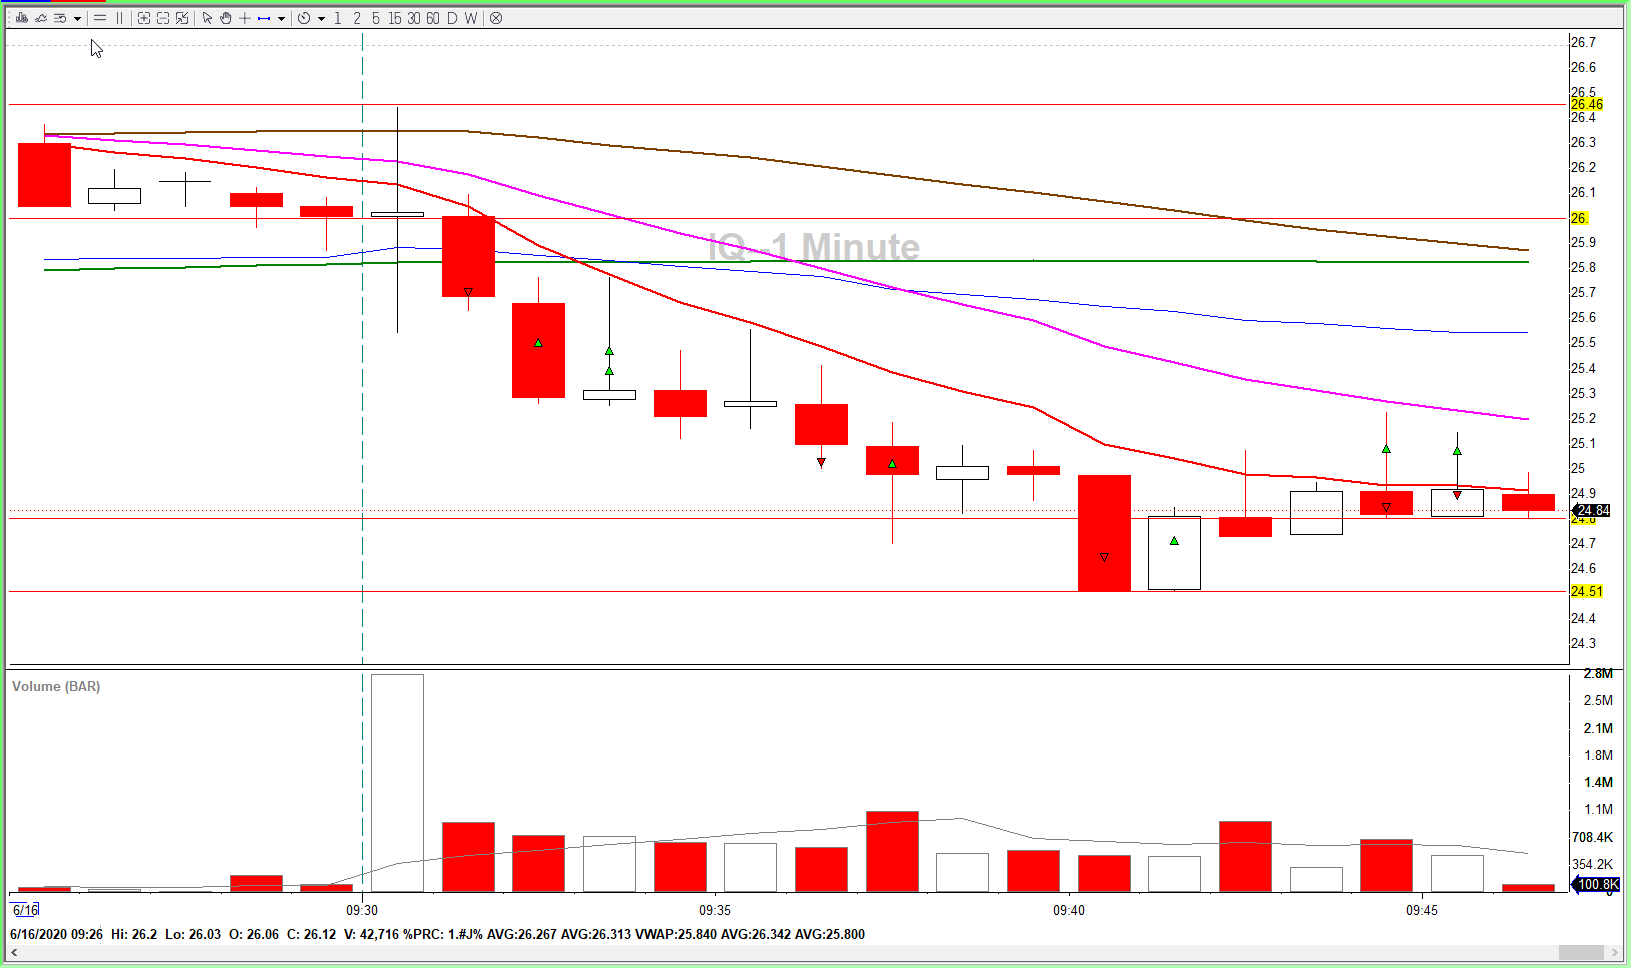 1 2 5 15 30 60 D W
IQ--1 Minute
26.7
26.6
26.5
26.46
26.4
26.3
26.2
26.1
26.
25.9
25.8
25.7
25.6
25.5
25.4
25.3
25.2
25.1
25
24.9
24.84
24.8
24.7
24.6
24.51
24.4
24.3
Volume (BAR)
2.8M
2.5M
2.1M
1.8M
1.4M
1.1M
708.4K
354.2K
100.8K
0
6/16 09:30 09:35 09:40 09:45
6/16/2020 09:26 Hi: 26.2 Lo: 26.03 O: 26.06 C: 26.12 V: 42,716 %PRC: 1.#J% AVG:26.267 AVG:26.313 VWAP:25.840 AVG:26.342 AVG:25.800